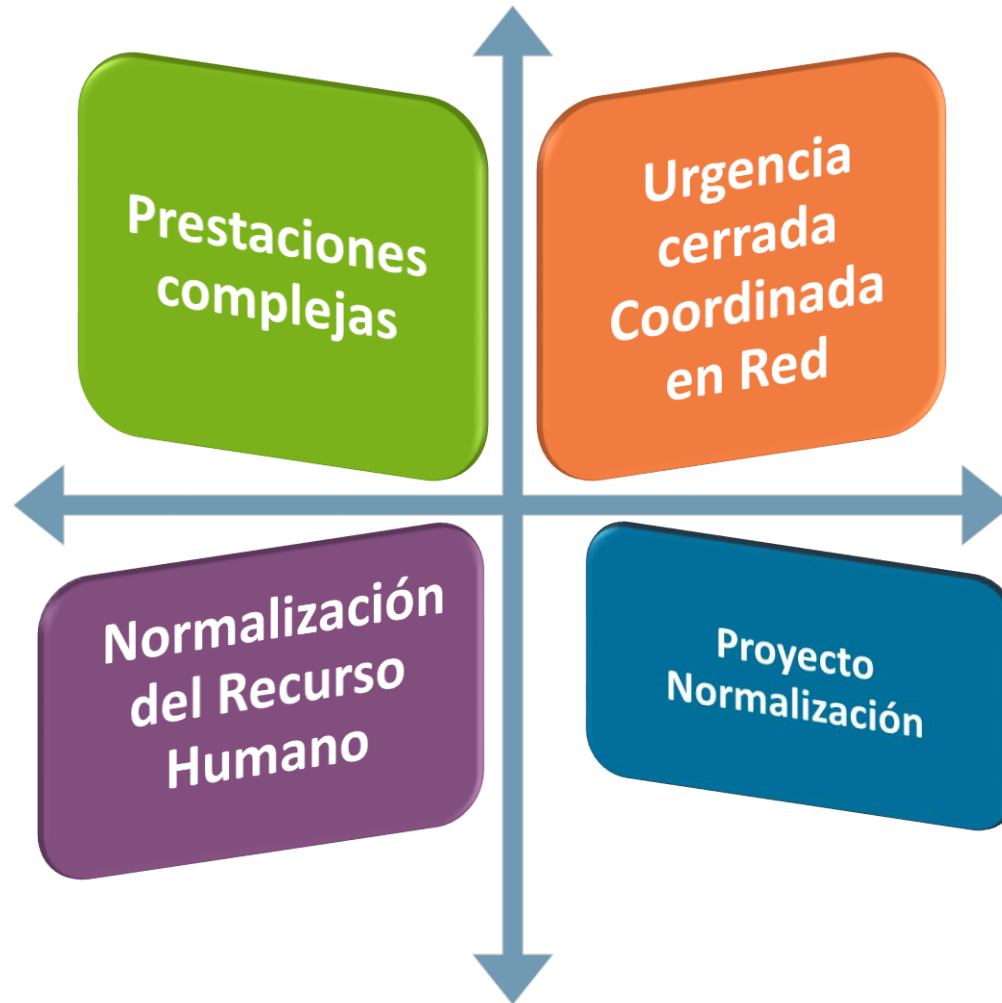 Prestaciones
complejas
Urgencia
cerrada
Coordinada
en Red
Normalización
del Recurso
Humano
Proyecto
Normalización